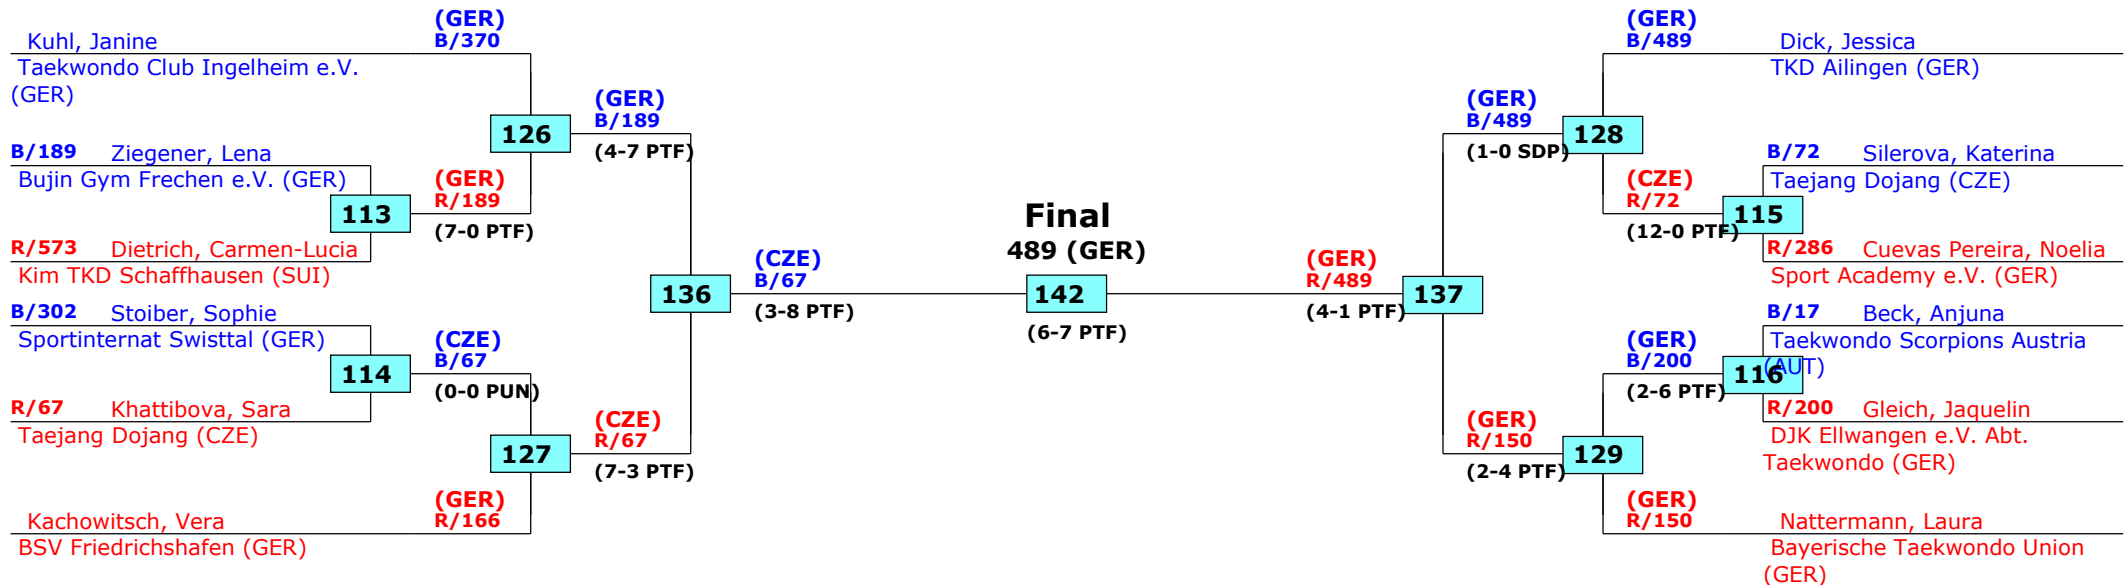 (GER)
B/370
Kuhl, Janine
Taekwondo Club Ingelheim e.V.
(GER)
B/189 Ziegener, Lena
Bujin Gym Frechen e.V. (GER)
113
R/573 Dietrich, Carmen-Lucia
Kim TKD Schaffhausen (SUI)
B/302 Stoiber, Sophie
Sportinternat Swisttal (GER)
114
R/67 Khattibova, Sara
Taejang Dojang (CZE)
Kachowitsch, Vera
BSV Friedrichshafen (GER)
(GER)
R/166
126
(GER)
R/189
(7-0 PTF)
(CZE)
B/67
(0-0 PUN)
127
(GER)
B/189
(4-7 PTF)
136
(CZE)
R/67
(7-3 PTF)
(CZE)
B/67
(3-8 PTF)
Final
489 (GER)
142
(6-7 PTF)
(GER)
R/489
(4-1 PTF)
137
(GER)
B/489
(1-0 SDP)
128
(GER)
R/150
(2-4 PTF)
129
(GER)
B/489
Dick, Jessica
TKD Ailingen (GER)
(CZE)
R/72
(12-0 PTF)
115
B/72 Silerova, Katerina
Taejang Dojang (CZE)
R/286 Cuevas Pereira, Noelia
Sport Academy e.V. (GER)
B/17 Beck, Anjuna
Taekwondo Scorpions Austria
(AUT)
(GER)
B/200
(2-6 PTF)
116
R/200 Gleich, Jaquelin
DJK Ellwangen e.V. Abt.
Taekwondo (GER)
(GER)
R/150
Nattermann, Laura
Bayerische Taekwondo Union
(GER)